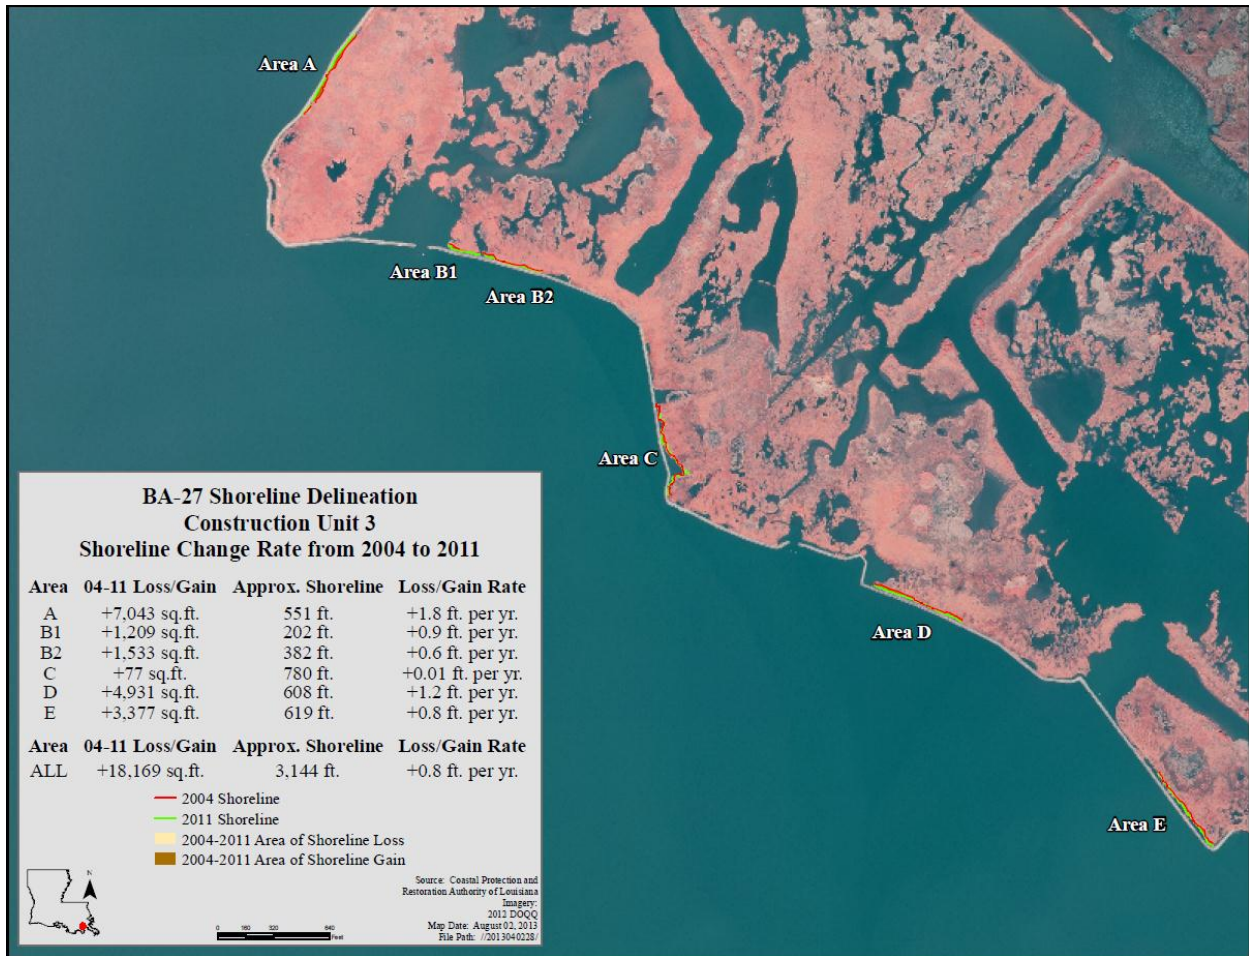 Area A
Area B1
Area B2
Area C
Area D
Area E
BA-27 Shoreline Delineation
Construction Unit 3
Shoreline Change Rate from 2004 to 2011
Area 04-11 Loss/Gain Approx. Shoreline Loss/Gain Rate
A +7,043 sq.ft. 551 ft. +1.8 ft. per yr.
B1 +1,209 sq.ft. 202 ft. +0.9 ft. per yr.
B2 +1,533 sq.ft. 382 ft. +0.6 ft. per yr.
C +77 sq.ft. 780 ft. +0.01 ft. per yr.
D +4,931 sq.ft. 608 ft. +1.2 ft. per yr.
E +3,377 sq.ft. 619 ft. +0.8 ft. per yr.
Area 04-11 Loss/Gain Approx. Shoreline Loss/Gain Rate
ALL +18,169 sq.ft. 3,144 ft. +0.8 ft. per yr.
2004 Shoreline
2011 Shoreline
2004-2011 Area of Shoreline Loss
2004-2011 Area of Shoreline Gain
N
Source: Coastal Protection and
Restoration Authority of Louisiana
Imagery:
2012 DOQQ
Map Date: August 02, 2013
File Path: //2013040228/
0 160 320 640
Feet